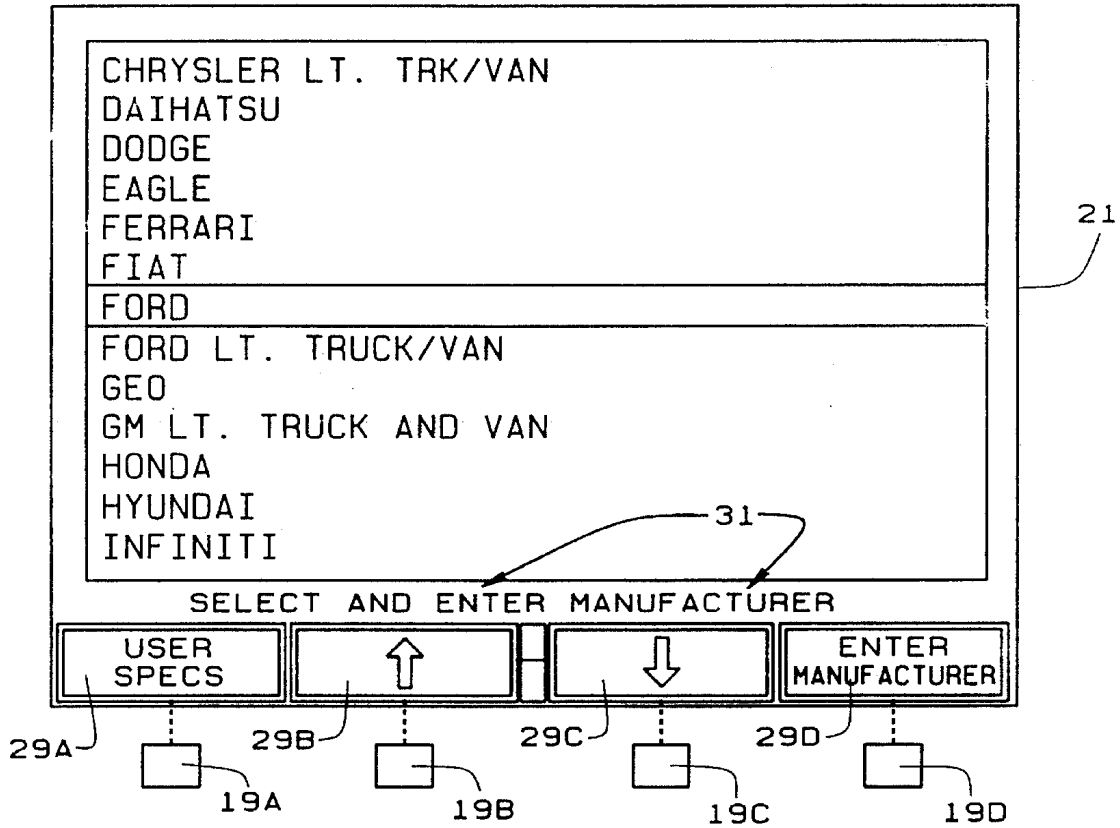 CHRYSLER LT. TRK/VAN
DAIHATSU
DODGE
EAGLE
FERRARI
21
FIAT
FORD
FORD LT. TRUCK/VAN
GEO
GM LT. TRUCK AND VAN
HONDA
HYUNDAI
31
INFINITI
SELECT AND ENTER MANUFACTURER
USER
SPECS
ENTER
MANUFACTURER
29A
29B
29C
29D
19A
19B
19C
19D